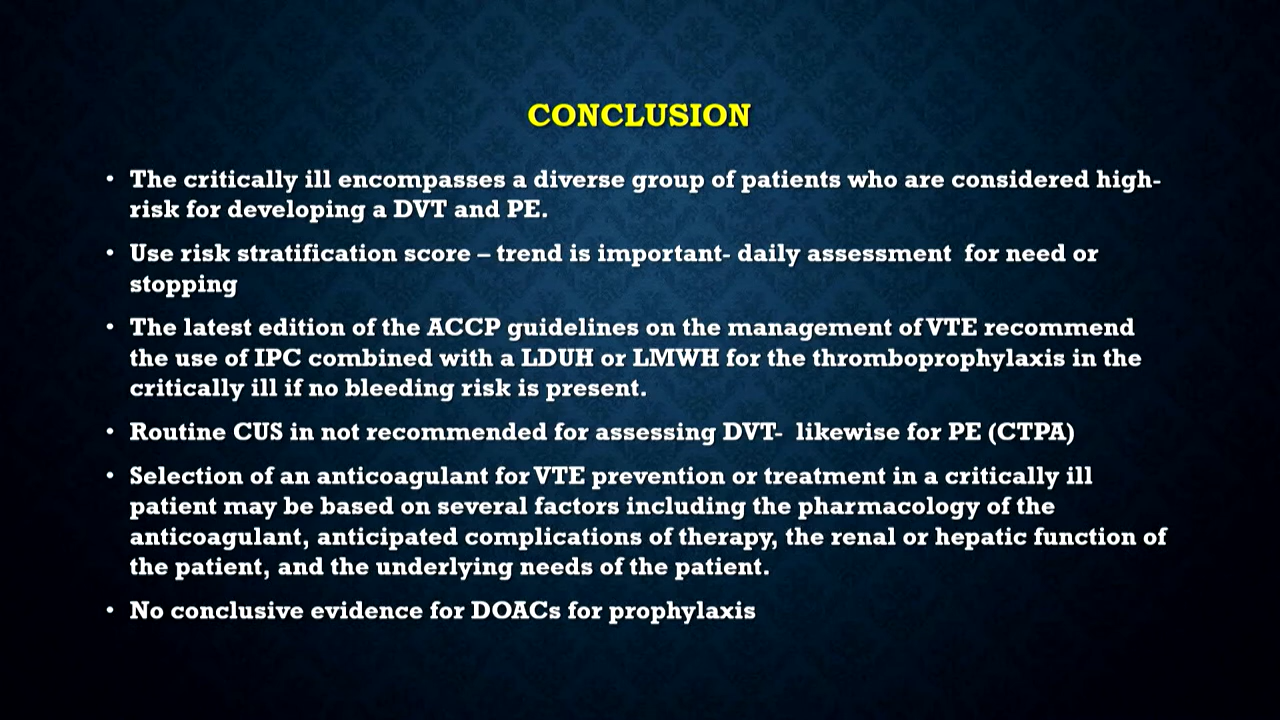 CONCLUSION
• The critically ill encompasses a diverse group of patients who are considered high-
risk for developing a DVT and PE.
• Use risk stratification score – trend is important- daily assessment  for need or
stopping
• The latest edition of the ACCP guidelines on the management of VTE recommend
the use of IPC combined with a LDUH or LMWH for the thromboprophylaxis in the
critically ill if no bleeding risk is present.
• Routine CUS in not recommended for assessing DVT-  likewise for PE (CTPA)
• Selection of an anticoagulant for VTE prevention or treatment in a critically ill
patient may be based on several factors including the pharmacology of the
anticoagulant, anticipated complications of therapy, the renal or hepatic function of
the patient, and the underlying needs of the patient.
• No conclusive evidence for DOACs for prophylaxis